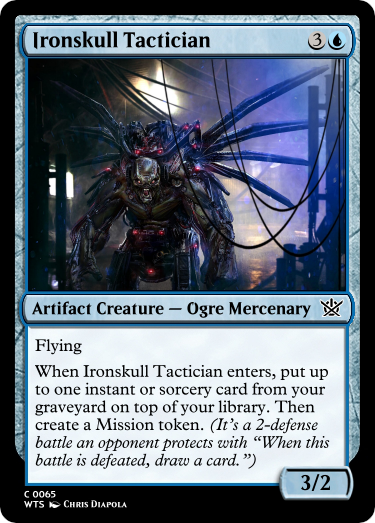 Ironskull Tactician 3
Artifact Creature — Ogre Mercenary
Flying
When Ironskull Tactician enters, put up
to one instant or sorcery card from your
graveyard on top of your library. Then
create a Mission token. (It's a 2-defense
battle an opponent protects with “When this
battle is defeated, draw a card.”)
3/2
C 0065
WTS Chris Diapola